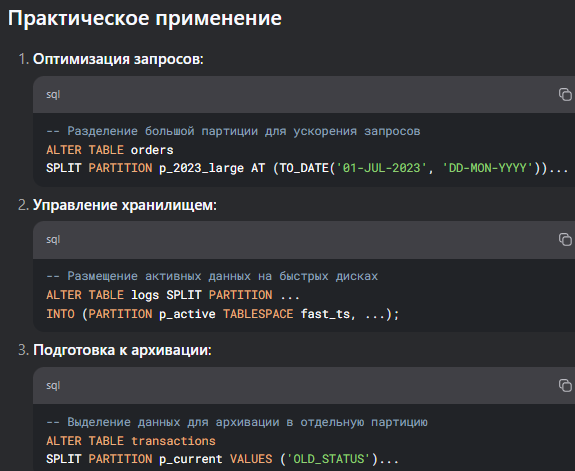 Практическое применение
1. Оптимизация запросов:
sql
-- Разделение большой партиции для ускорения запросов
ALTER TABLE orders
SPLIT PARTITION p_2023_large AT (TO_DATE('01-JUL-2023', 'DD-MON-YYYY'))...
2. Управление хранилищем:
sql
-- Размещение активных данных на быстрых дисках
ALTER TABLE logs SPLIT PARTITION ...
INTO (PARTITION p_active TABLESPACE fast_ts, ...);
3. Подготовка к архивации:
sql
-- Выделение данных для архивации в отдельную партицию
ALTER TABLE transactions
SPLIT PARTITION p_current VALUES ('OLD_STATUS')...